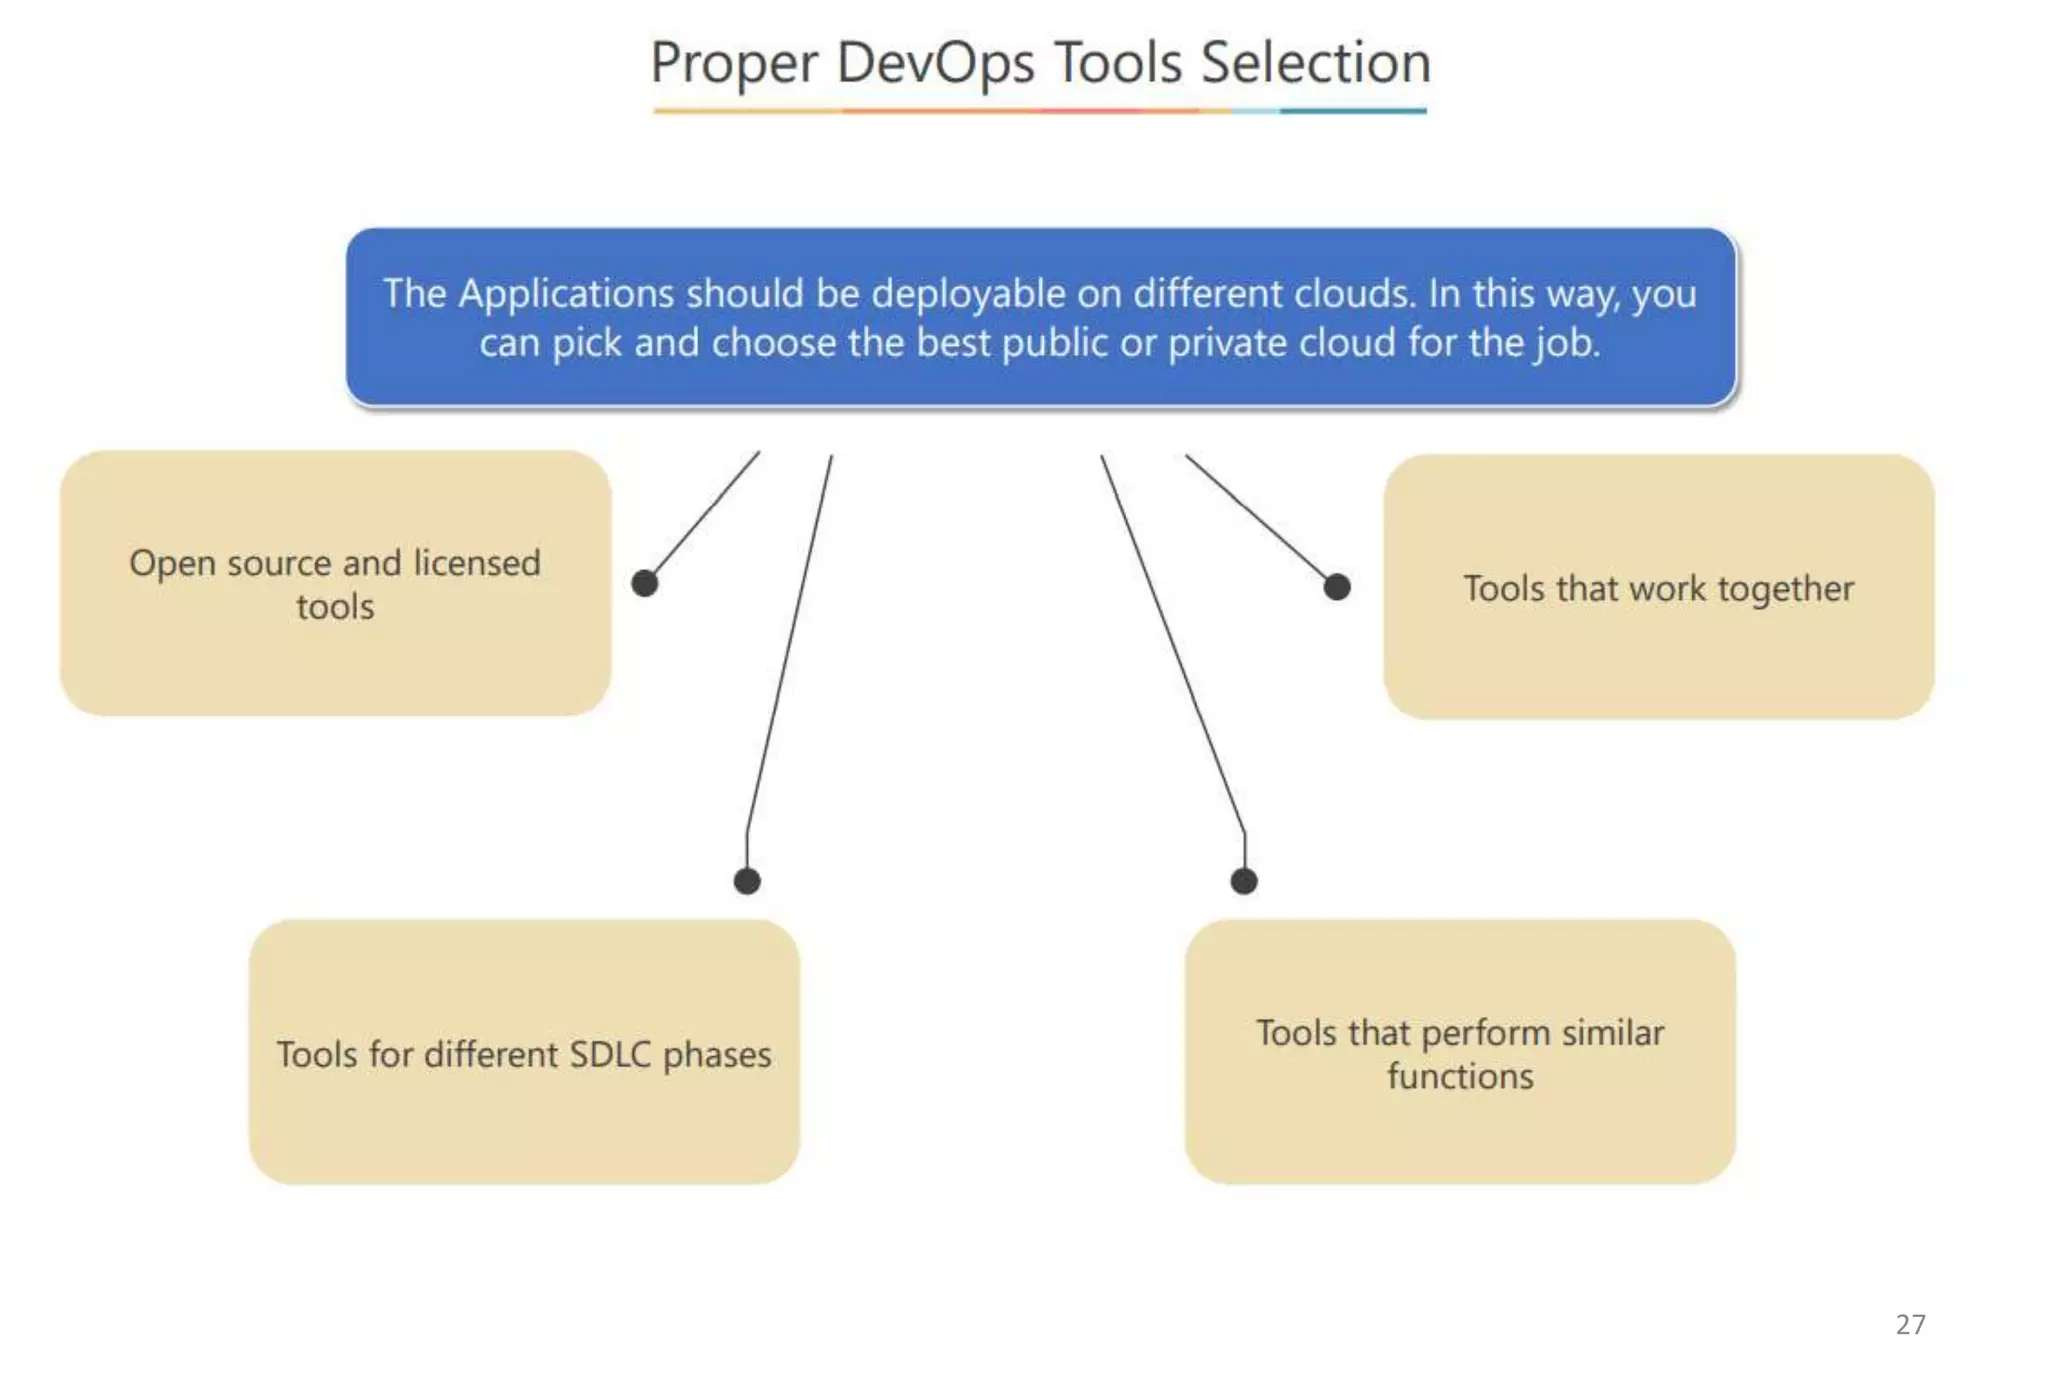 Proper DevOps Tools Selection
The Applications should be deployable on different clouds. In this way, you
can pick and choose the best public or private cloud for the job.
Open source and licensed
tools
Tools that work together
Tools for different SDLC phases
Tools that perform similar
functions
27